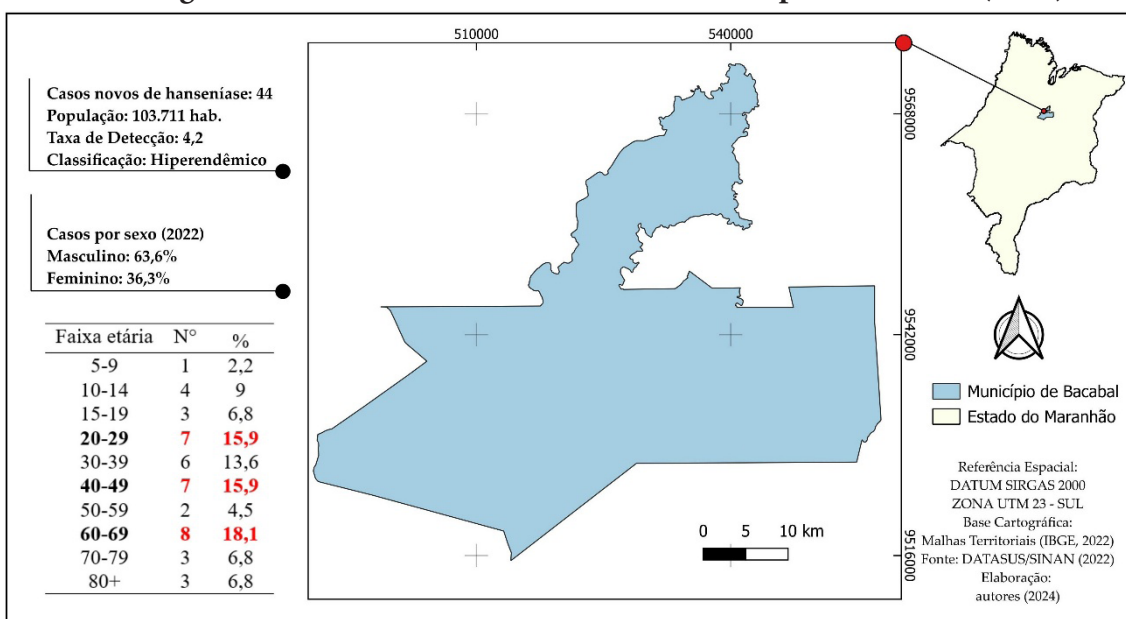 510000
540000
9568000
9542000
9516000
Casos novos de hanseníase: 44
População: 103.711 hab.
Taxa de Detecção: 4,2
Classificação: Hiperendêmico
Casos por sexo (2022)
Masculino: 63,6%
Feminino: 36,3%
Faixa etária N° %
5-9 1 2,2
10-14 4 9
15-19 3 6,8
20-29 7 15,9
30-39 6 13,6
40-49 7 15,9
50-59 2 4,5
60-69 8 18,1
70-79 3 6,8
80+ 3 6,8
0 5 10 km
Município de Bacabal
Estado do Maranhão
Referência Espacial:
DATUM SIRGAS 2000
ZONA UTM 23 - SUL
Base Cartográfica:
Malhas Territoriais (IBGE, 2022)
Fonte: DATASUS/SINAN (2022)
Elaboração:
autores (2024)